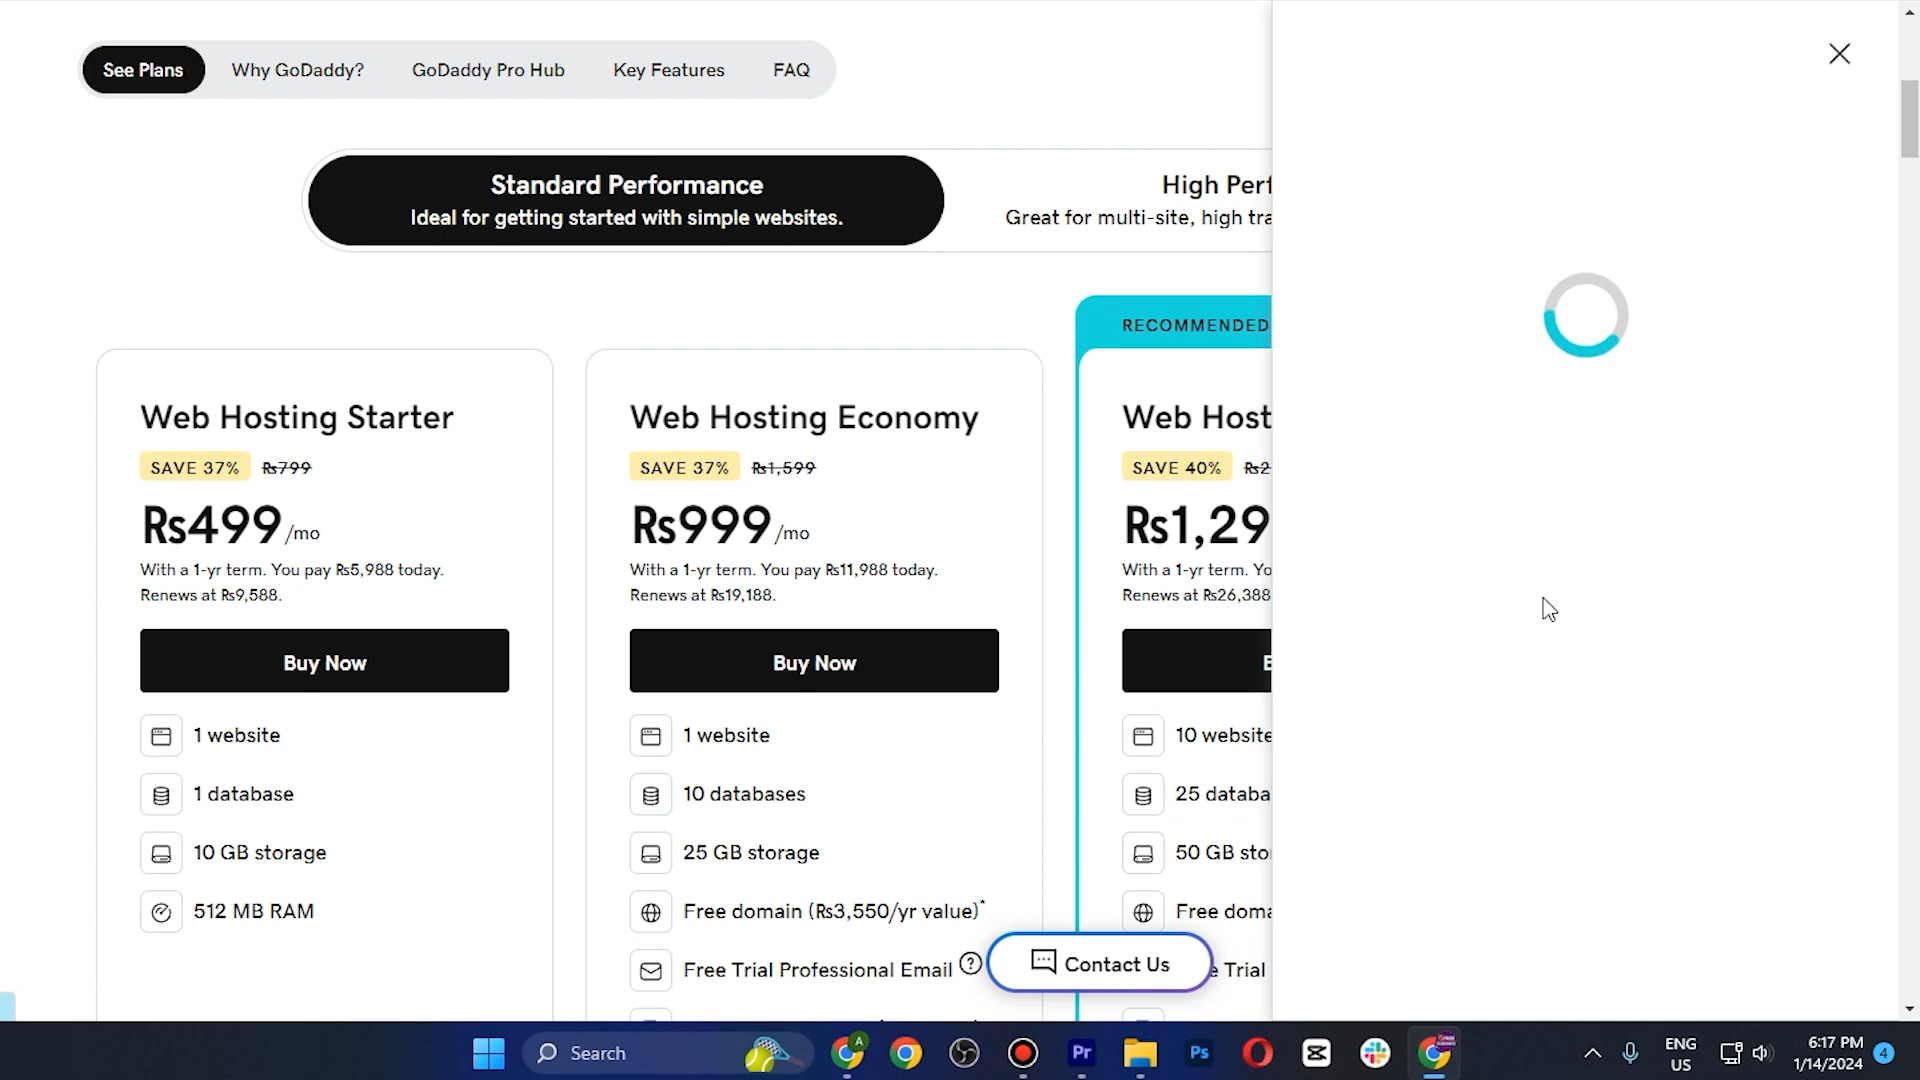 See Plans
Why GoDaddy?
GoDaddy Pro Hub
Key Features
FAQ
Standard Performance
Ideal for getting started with simple websites.
High Perf
Great for multi-site, high tra
RECOMMENDED
Web Hosting Starter
SAVE 37% ₨799
₨499/mo
With a 1-yr term. You pay ₨5,988 today.
Renews at ₨9,588.
Buy Now
1 website
1 database
10 GB storage
512 MB RAM
Web Hosting Economy
SAVE 37% ₨1,599
₨999/mo
With a 1-yr term. You pay ₨11,988 today.
Renews at ₨19,188.
Buy Now
1 website
10 databases
25 GB storage
Free domain (₨3,550/yr value)*
Free Trial Professional Email
Web Host
SAVE 40% ₨2
₨1,29
With a 1-yr term. Yo
Renews at ₨26,388
10 website
25 databa
50 GB sto
Free doma
e Trial
Contact Us
Search
A
Pr
Ps
ENG
US
6:17 PM
1/14/2024
4